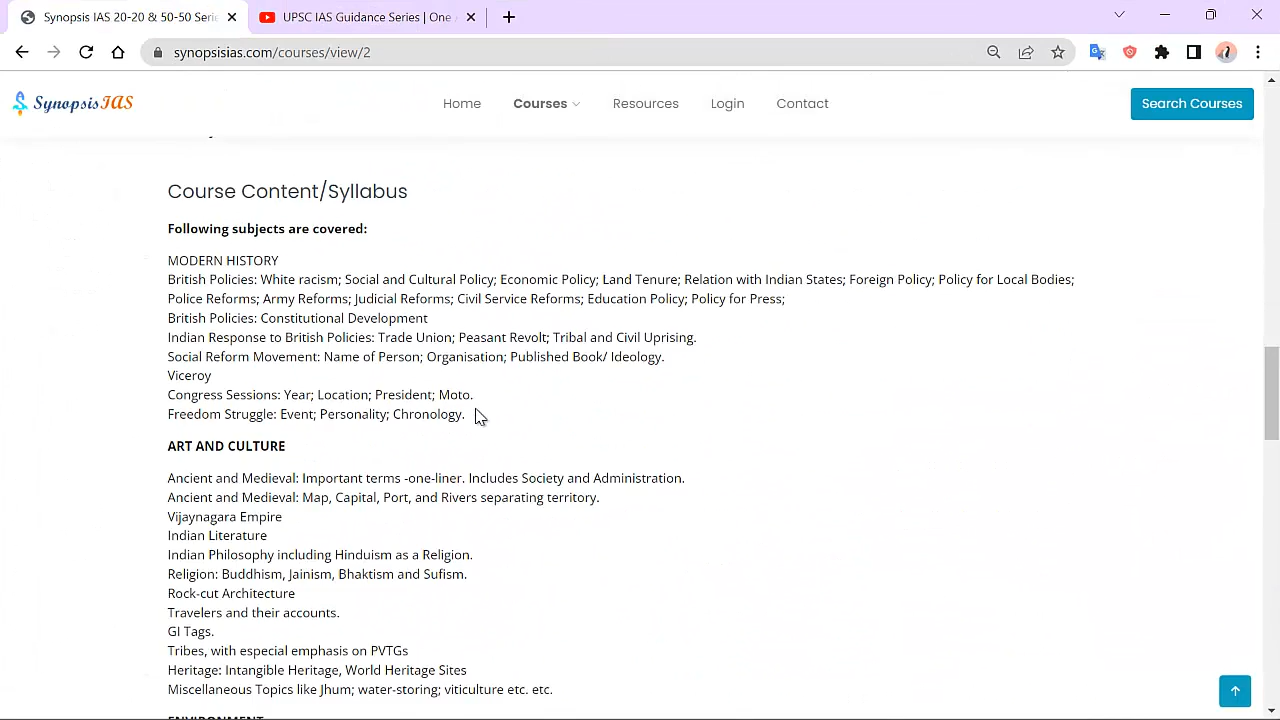 Synopsis IAS 20-20 & 50-50 Serie
UPSC IAS Guidance Series | One
synopsisias.com/courses/view/2
SynopsisIAS
Home
Courses
Resources
Login
Contact
Search Courses
Course Content/Syllabus
Following subjects are covered:
MODERN HISTORY
British Policies: White racism; Social and Cultural Policy; Economic Policy; Land Tenure; Relation with Indian States; Foreign Policy; Policy for Local Bodies;
Police Reforms; Army Reforms; Judicial Reforms; Civil Service Reforms; Education Policy; Policy for Press;
British Policies: Constitutional Development
Indian Response to British Policies: Trade Union; Peasant Revolt; Tribal and Civil Uprising.
Social Reform Movement: Name of Person; Organisation; Published Book/ Ideology.
Viceroy
Congress Sessions: Year; Location; President; Moto.
Freedom Struggle: Event; Personality; Chronology.
ART AND CULTURE
Ancient and Medieval: Important terms -one-liner. Includes Society and Administration.
Ancient and Medieval: Map, Capital, Port, and Rivers separating territory.
Vijaynagara Empire
Indian Literature
Indian Philosophy including Hinduism as a Religion.
Religion: Buddhism, Jainism, Bhaktism and Sufism.
Rock-cut Architecture
Travelers and their accounts.
GI Tags.
Tribes, with especial emphasis on PVTGs
Heritage: Intangible Heritage, World Heritage Sites
Miscellaneous Topics like Jhum; water-storing; viticulture etc. etc.
ENVIRONMENT